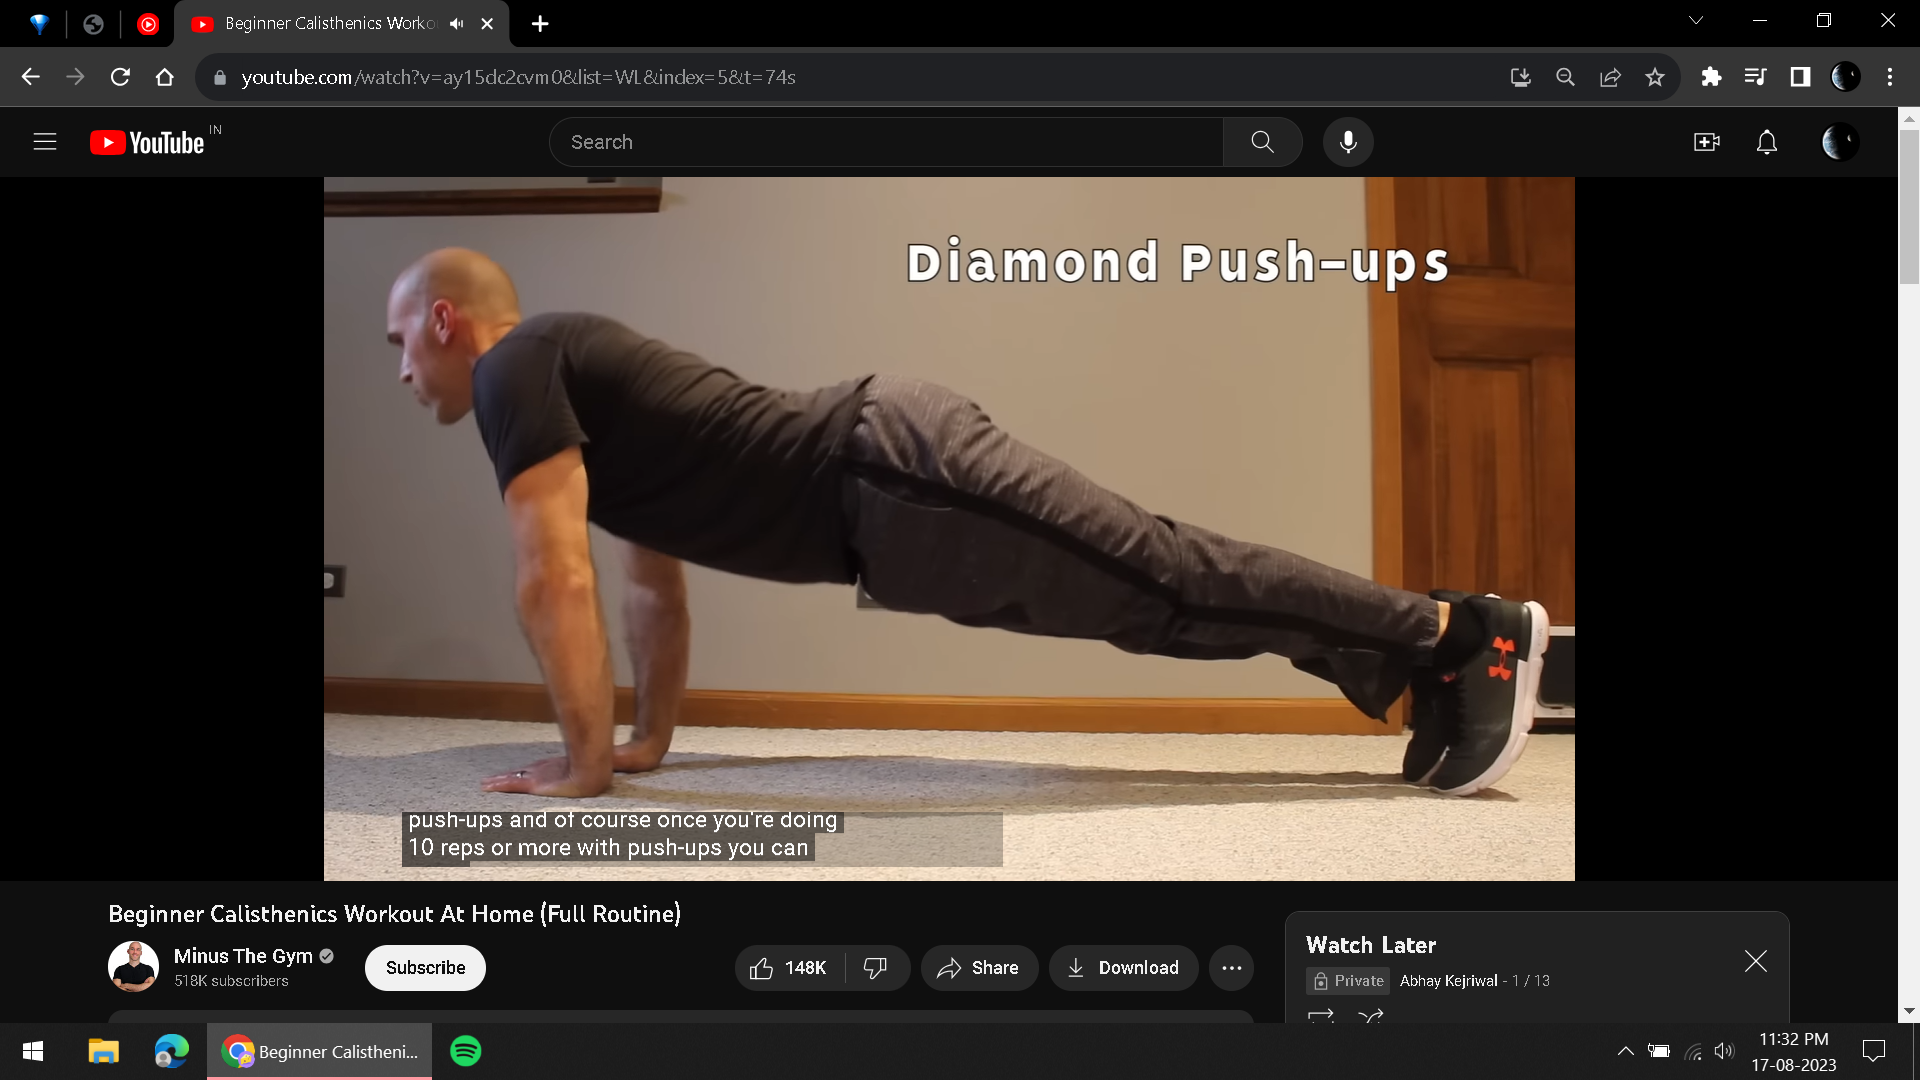 Beginner Calisthenics Worko
youtube.com/watch?v=ay15dc2cvm0&list=WL&index=5&t=74s
YouTube IN
Search
Diamond Push-ups
push-ups and of course once you're doing
10 reps or more with push-ups you can
Beginner Calisthenics Workout At Home (Full Routine)
Minus The Gym
518K subscribers
Subscribe
148K
Share
Download
Watch Later
Private Abhay Kejriwal - 1 / 13
Beginner Calistheni...
11:32 PM
17-08-2023